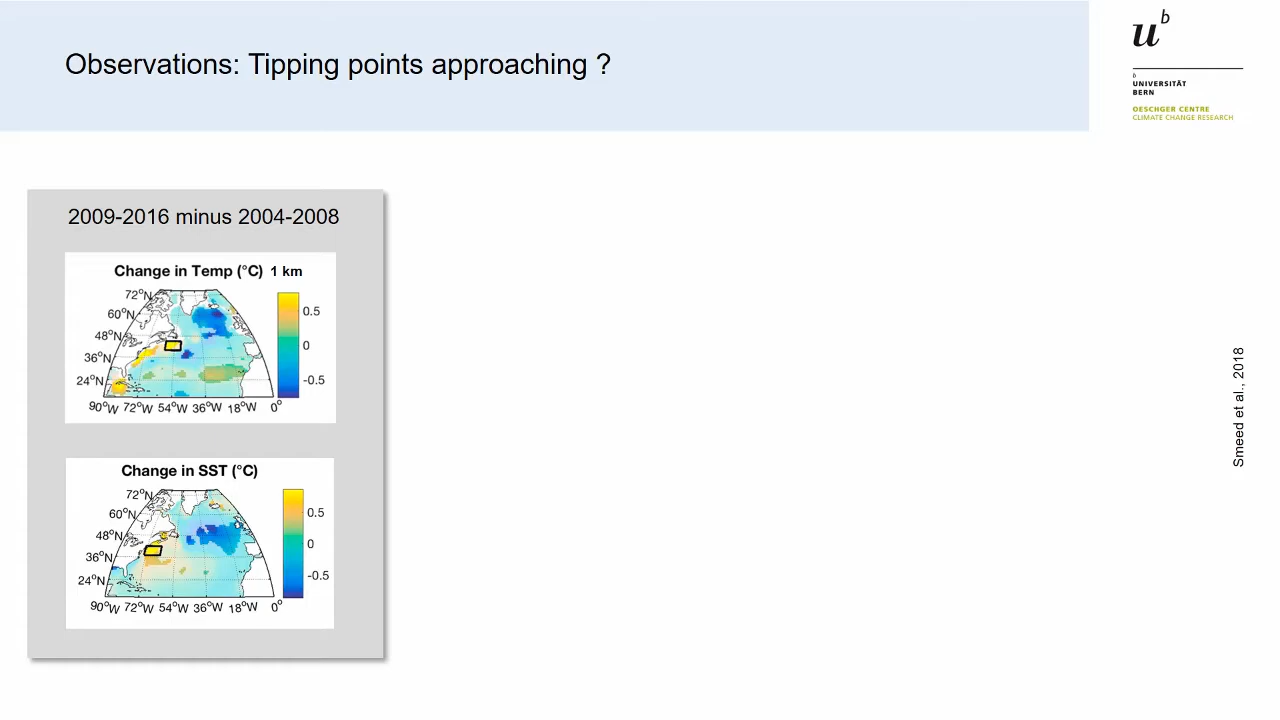 Observations: Tipping points approaching ?
u^b
b
UNIVERSITÄT
BERN
OESCHGER CENTRE
CLIMATE CHANGE RESEARCH
2009-2016 minus 2004-2008
Change in Temp (°C) 1 km
72°N
60°N
48°N
36°N
24°N
90°W 72°W 54°W 36°W 18°W 0°
0.5
0
-0.5
Change in SST (°C)
72°N
60°N
48°N
36°N
24°N
90°W 72°W 54°W 36°W 18°W 0°
0.5
0
-0.5
Smeed et al., 2018